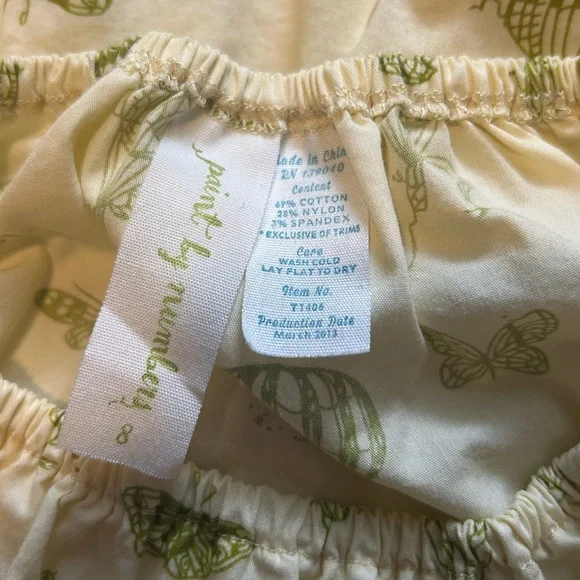 paint by numbers
8
Made in Chin
RN 139040
Content
69% COTTON
28% NYLON
3% SPANDEX
*EXCLUSIVE OF TRIMS
Care
WASH COLD
LAY FLAT TO DRY
Item No.
T1406
Production Date
March 2013